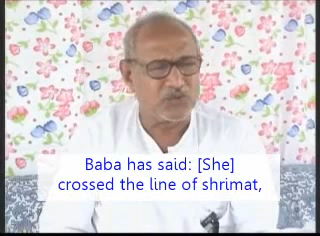 Baba has said: [She]
crossed the line of shrimat,